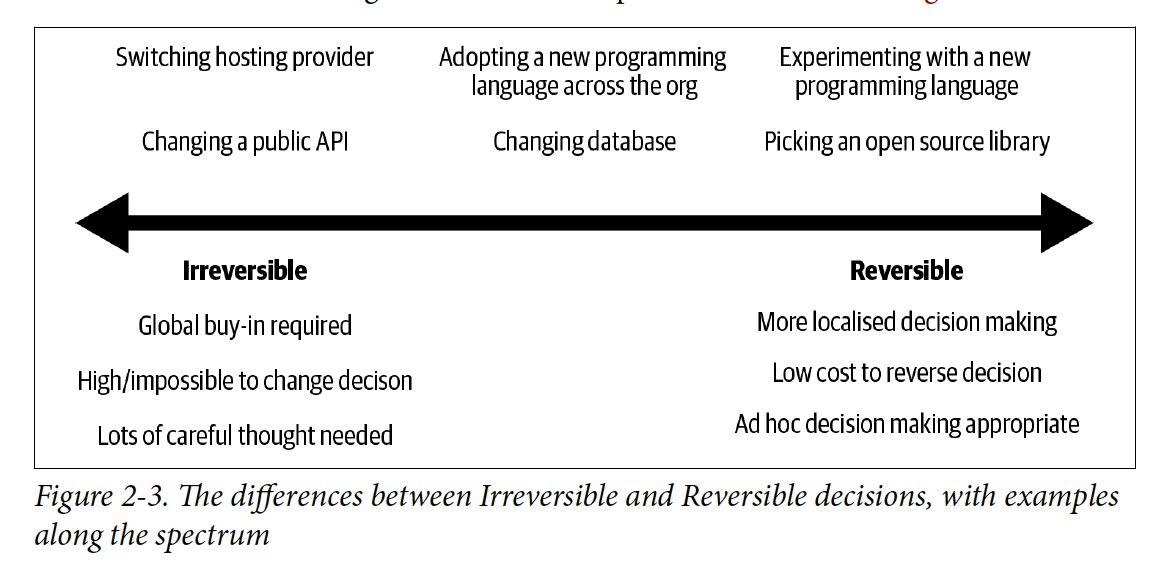 Switching hosting provider
Adopting a new programming
language across the org
Experimenting with a new
programming language
Changing a public API
Changing database
Picking an open source library
Irreversible
Reversible
Global buy-in required
More localised decision making
High/impossible to change decison
Low cost to reverse decision
Lots of careful thought needed
Ad hoc decision making appropriate
Figure 2-3. The differences between Irreversible and Reversible decisions, with examples
along the spectrum